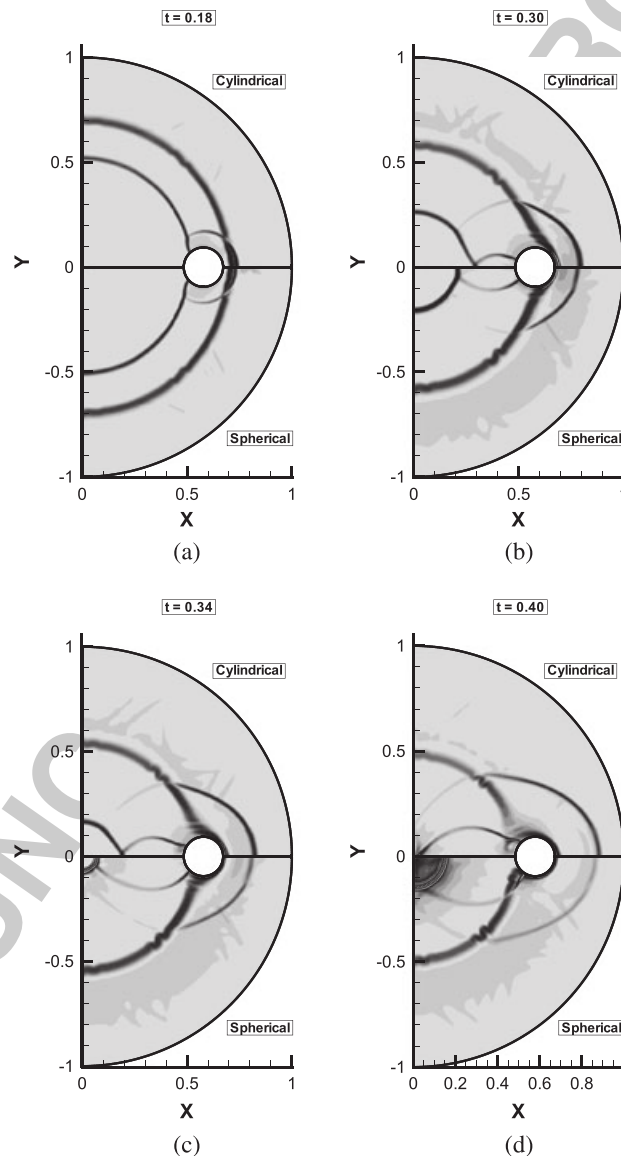 t = 0.18
t = 0.30
1
Cylindrical
1
Cylindrical
0.5
0.5
Y
0
Y
0
-0.5
-0.5
Spherical
Spherical
-1
-1
0
0.5
1
0
0.5
X
X
(a)
(b)
t = 0.34
t = 0.40
1
Cylindrical
1
Cylindrical
0.5
0.5
Y
0
Y
0
-0.5
-0.5
Spherical
Spherical
-1
-1
0
0.5
1
0
0.2
0.4
0.6
0.8
X
X
(c)
(d)